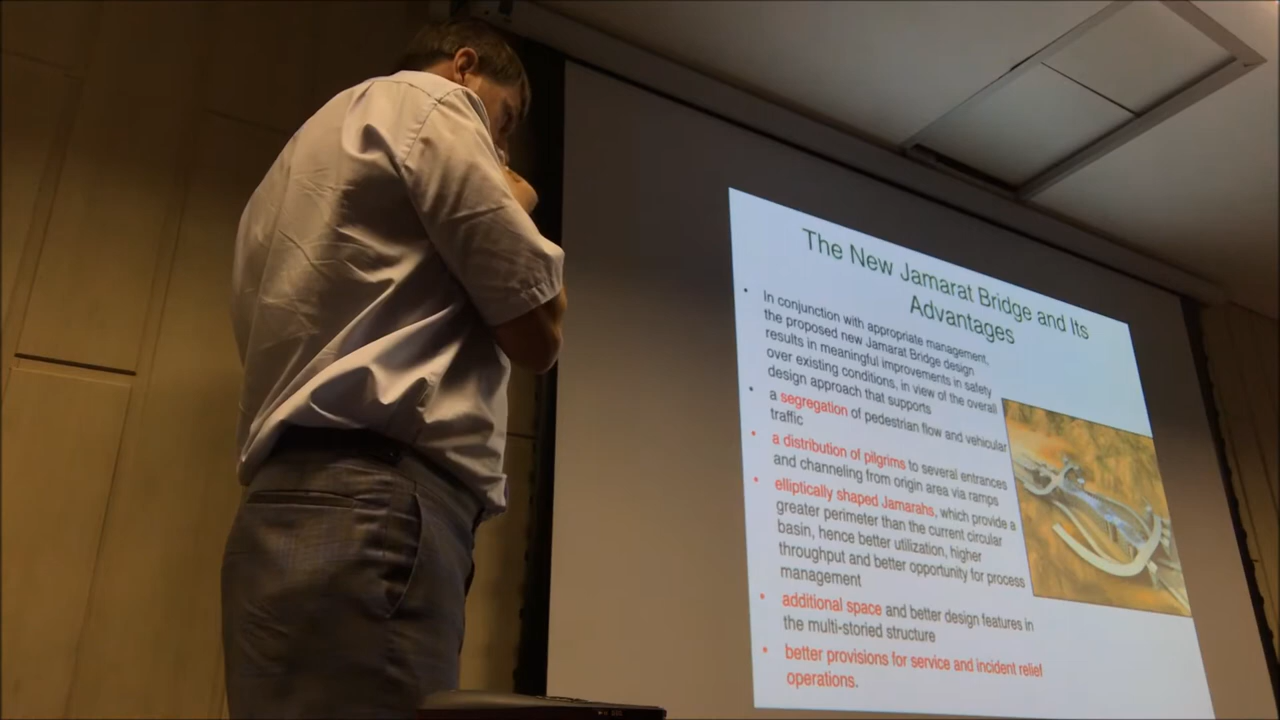 The New Jamarat Bridge and Its
Advantages
• In conjunction with appropriate management,
the proposed new Jamarat Bridge design
results in meaningful improvements in safety
over existing conditions, in view of the overall
design approach that supports
• a segregation of pedestrian flow and vehicular
traffic
• a distribution of pilgrims to several entrances
and channeling from origin area via ramps
• elliptically shaped Jamarahs, which provide a
greater perimeter than the current circular
basin, hence better utilization, higher
throughput and better opportunity for process
management
• additional space and better design features in
the multi-storied structure
• better provisions for service and incident relief
operations.